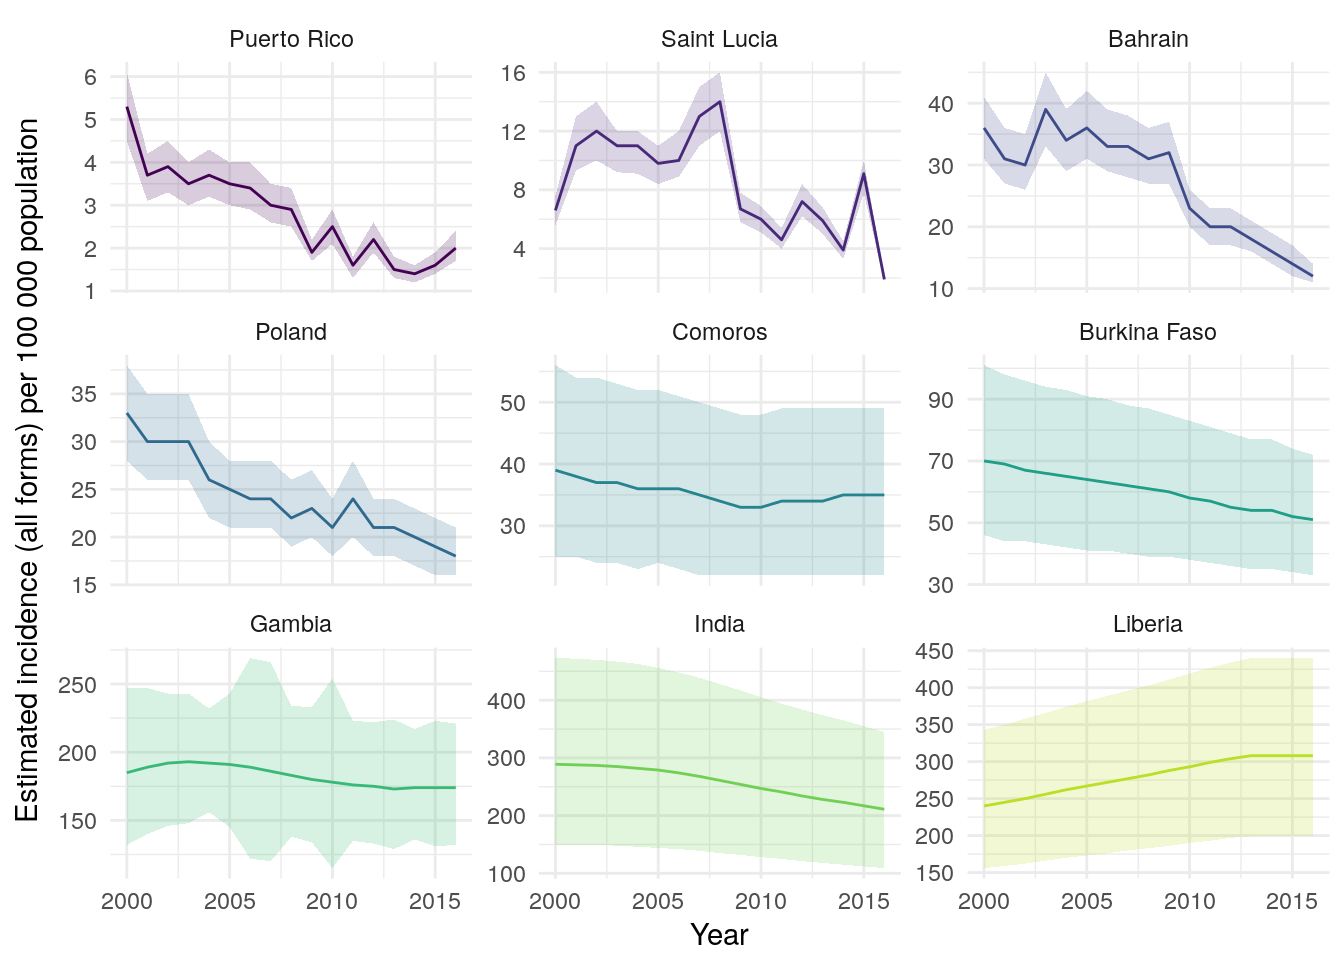 Estimated incidence (all forms) per 100 000 population
Puerto Rico
6
5
4
3
2
1
Saint Lucia
16
12
8
4
Bahrain
40
30
20
10
Poland
35
30
25
20
15
Comoros
50
40
30
Burkina Faso
90
70
50
30
Gambia
250
200
150
India
400
300
200
100
Liberia
450
400
350
300
250
200
150
2000 2005 2010 2015
2000 2005 2010 2015
2000 2005 2010 2015
Year